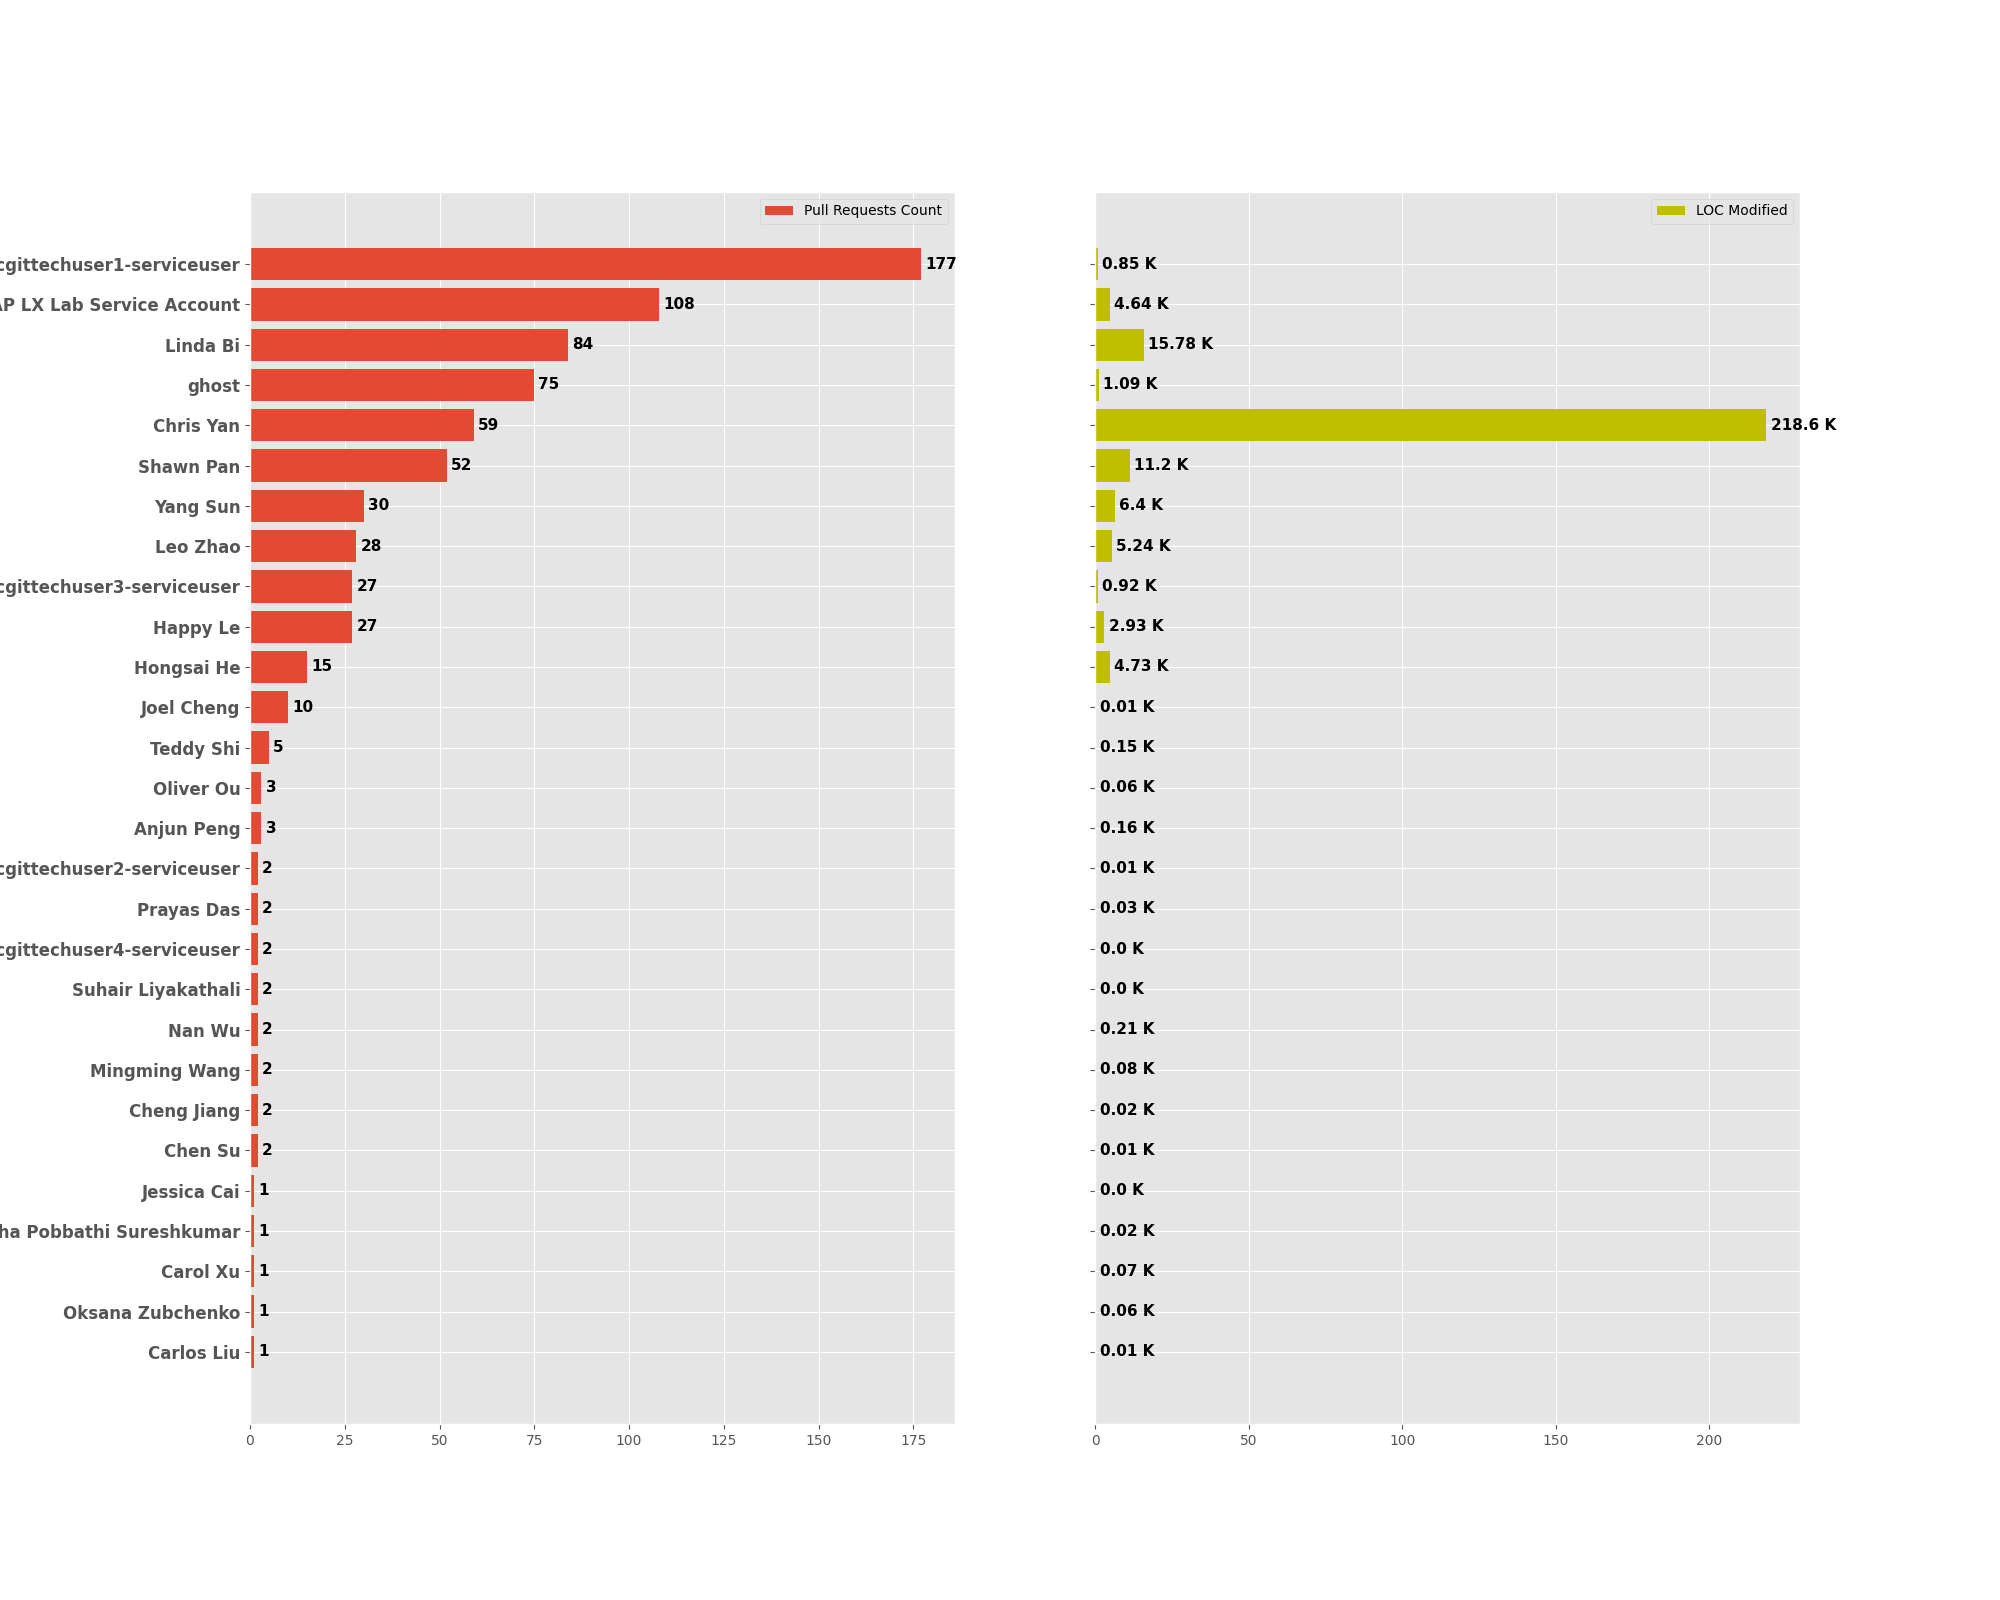 Pull Requests Count
LOC Modified
cgittechuser1-serviceuser 177 0.85 K
LX Lab Service Account 108 4.64 K
Linda Bi 84 15.78 K
ghost 75 1.09 K
Chris Yan 59 218.6 K
Shawn Pan 52 11.2 K
Yang Sun 30 6.4 K
Leo Zhao 28 5.24 K
cgittechuser3-serviceuser 27 0.92 K
Happy Le 27 2.93 K
Hongsai He 15 4.73 K
Joel Cheng 10 0.01 K
Teddy Shi 5 0.15 K
Oliver Ou 3 0.06 K
Anjun Peng 3 0.16 K
cgittechuser2-serviceuser 2 0.01 K
Prayas Das 2 0.03 K
cgittechuser4-serviceuser 2 0.0 K
Suhair Liyakathali 2 0.0 K
Nan Wu 2 0.21 K
Mingming Wang 2 0.08 K
Cheng Jiang 2 0.02 K
Chen Su 2 0.01 K
Jessica Cai 1 0.0 K
ha Pobbathi Sureshkumar 1 0.02 K
Carol Xu 1 0.07 K
Oksana Zubchenko 1 0.06 K
Carlos Liu 1 0.01 K
0 25 50 75 100 125 150 175
0 50 100 150 200